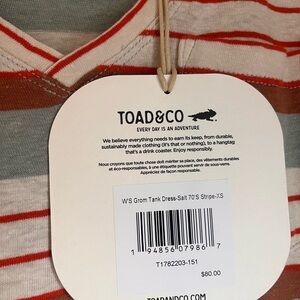 TOAD&CO
EVERY DAY IS AN ADVENTURE
We believe everything needs to earn its keep, from durable,
sustainably made clothing (it's that or nothing), to a hangtag
that's a drink coaster. Enjoy responsibly.
Nous croyons que toute chose doit mériter sa place, des vêtements durables
et éco-responsables, à une étiquette pouvant servir de sous-verre.
Appréciez de façon responsable.
W'S Grom Tank Dress-Salt 70'S Stripe-XS
1 94856 07986 7
T1782203-151
$80.00
TOADANDCO.COM